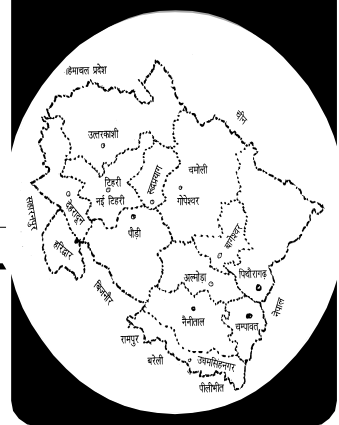 हिमाचल प्रदेश
चीन
उत्तरकाशी
टिहरी
नई टिहरी
रुद्रप्रयाग
चमोली
गोपेश्वर
देहरादून
सहारनपुर
हरिद्वार
पौड़ी
बागेश्वर
बिजनौर
अल्मोड़ा
पिथौरागढ़
नेपाल
नैनीताल
चम्पावत
रामपुर
बरेली
उधमसिंहनगर
पीलीभीत